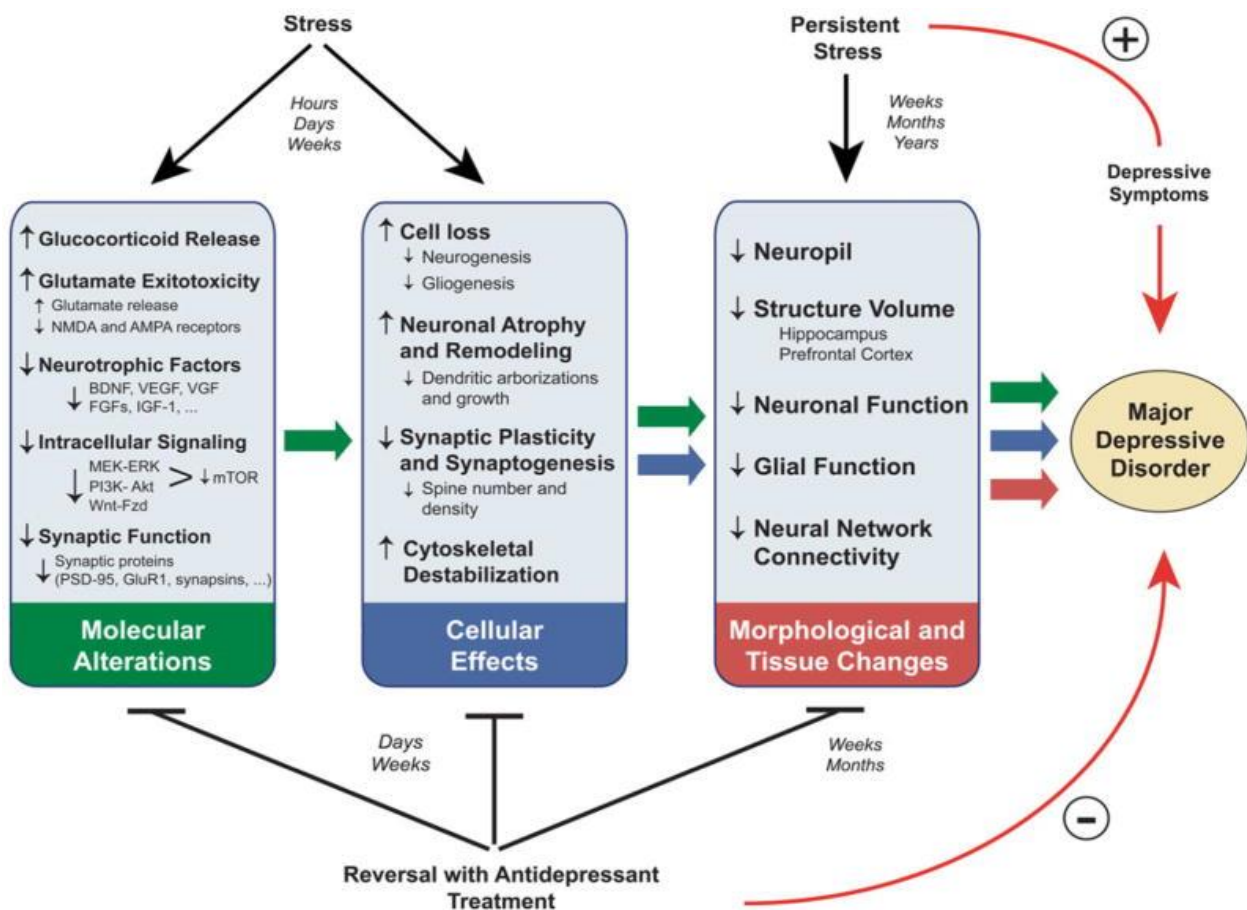 Stress
Hours
Days
Weeks
Persistent
Stress
Weeks
Months
Years
+
Depressive
Symptoms
↑ Glucocorticoid Release
↑ Glutamate Exitotoxicity
↑ Glutamate release
↓ NMDA and AMPA receptors
↓ Neurotrophic Factors
↓ BDNF, VEGF, VGF
FGFs, IGF-1, ...
↓ Intracellular Signaling
↓ MEK-ERK
PI3K- Akt > ↓ mTOR
Wnt-Fzd
↓ Synaptic Function
↓ Synaptic proteins
(PSD-95, GluR1, synapsins, ...)
Molecular
Alterations
↑ Cell loss
↓ Neurogenesis
↓ Gliogenesis
↑ Neuronal Atrophy
and Remodeling
↓ Dendritic arborizations
and growth
↓ Synaptic Plasticity
and Synaptogenesis
↓ Spine number and
density
↑ Cytoskeletal
Destabilization
Cellular
Effects
↓ Neuropil
↓ Structure Volume
Hippocampus
Prefrontal Cortex
↓ Neuronal Function
↓ Glial Function
↓ Neural Network
Connectivity
Morphological and
Tissue Changes
Major
Depressive
Disorder
Days
Weeks
Weeks
Months
-
Reversal with Antidepressant
Treatment